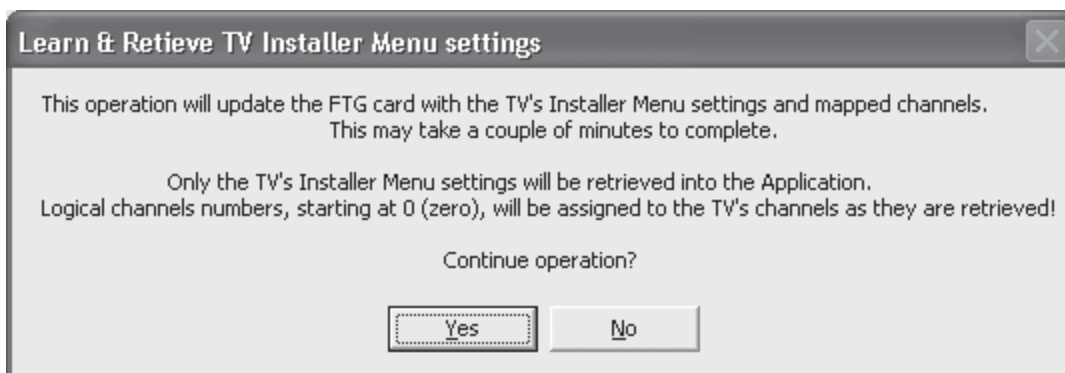 Learn & Retieve TV Installer Menu settings
This operation will update the FTG card with the TV's Installer Menu settings and mapped channels.
This may take a couple of minutes to complete.
Only the TV's Installer Menu settings will be retrieved into the Application.
Logical channels numbers, starting at 0 (zero), will be assigned to the TV's channels as they are retrieved!
Continue operation?
Yes No